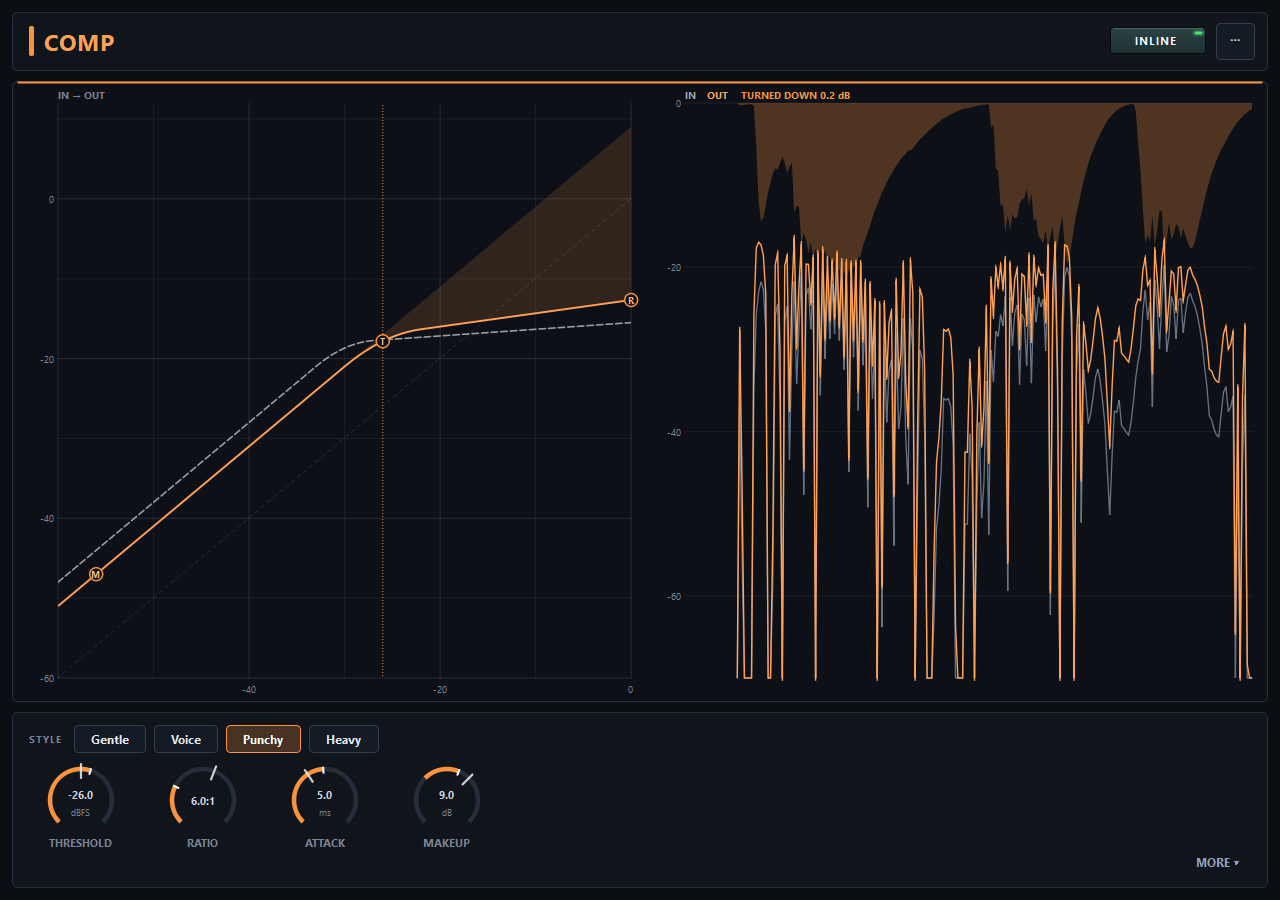 COMP
INLINE
...
IN → OUT
IN OUT TURNED DOWN 0.2 dB
0
-20
-40
-60
-40
-20
0
0
-20
-40
-60
T
R
M
STYLE Gentle Voice Punchy Heavy
-26.0 6.0:1 5.0 9.0
dBFS ms dB
THRESHOLD RATIO ATTACK MAKEUP
MORE ▾